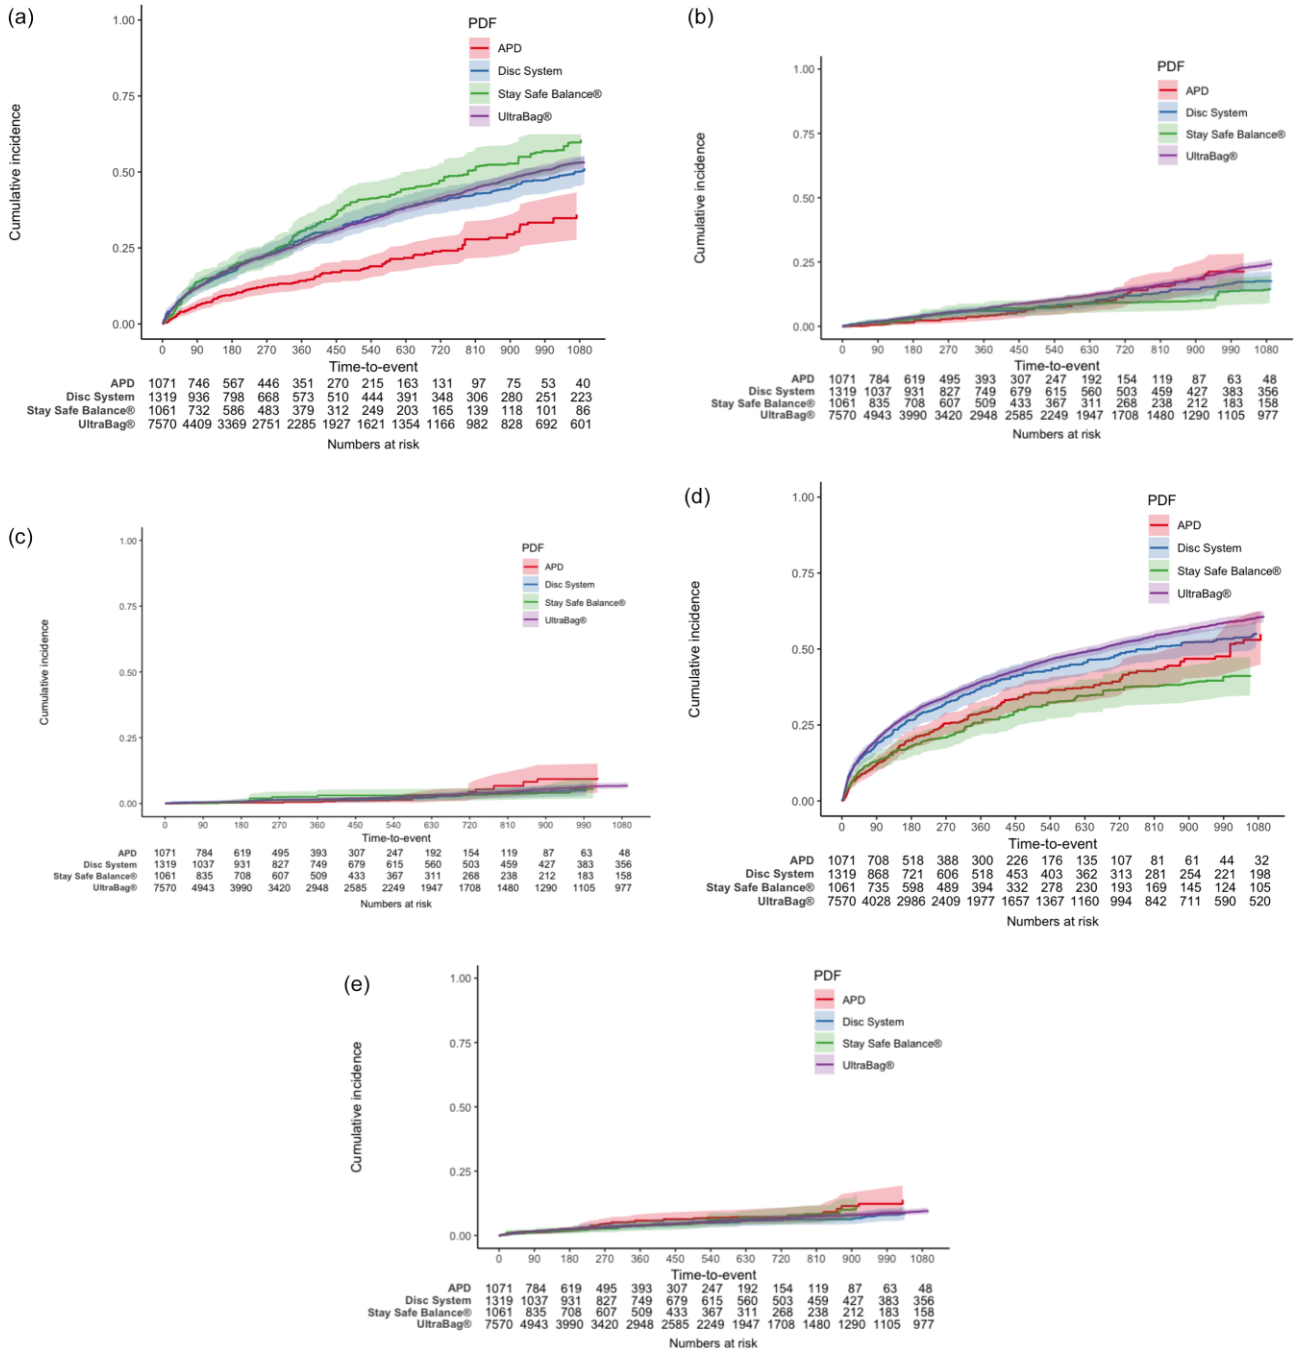 (a)
PDF
APD
Disc System
Stay Safe Balance®
UltraBag®
Cumulative incidence
1.00
0.75
0.50
0.25
0.00
0 90 180 270 360 450 540 630 720 810 900 990 1080
Time-to-event
APD 1071 746 567 446 351 270 215 163 131 97 75 53 40
Disc System 1319 936 798 668 573 510 444 391 348 306 280 251 223
Stay Safe Balance® 1061 732 586 483 379 312 249 203 165 139 118 101 86
UltraBag® 7570 4409 3369 2751 2285 1927 1621 1354 1166 982 828 692 601
Numbers at risk
(b)
PDF
APD
Disc System
Stay Safe Balance®
UltraBag®
Cumulative incidence
1.00
0.75
0.50
0.25
0.00
0 90 180 270 360 450 540 630 720 810 900 990 1080
Time-to-event
APD 1071 784 619 495 393 307 247 192 154 119 87 63 48
Disc System 1319 1037 931 827 749 679 615 560 503 459 427 383 356
Stay Safe Balance® 1061 835 708 607 509 433 367 311 268 238 212 183 158
UltraBag® 7570 4943 3990 3420 2948 2585 2249 1947 1708 1480 1290 1105 977
Numbers at risk
(c)
PDF
APD
Disc System
Stay Safe Balance®
UltraBag®
Cumulative incidence
1.00
0.75
0.50
0.25
0.00
0 90 180 270 360 450 540 630 720 810 900 990 1080
Time-to-event
APD 1071 784 619 495 393 307 247 192 154 119 87 63 48
Disc System 1319 1037 931 827 749 679 615 560 503 459 427 383 356
Stay Safe Balance® 1061 835 708 607 509 433 367 311 268 238 212 183 158
UltraBag® 7570 4943 3990 3420 2948 2585 2249 1947 1708 1480 1290 1105 977
Numbers at risk
(d)
PDF
APD
Disc System
Stay Safe Balance®
UltraBag®
Cumulative incidence
1.00
0.75
0.50
0.25
0.00
0 90 180 270 360 450 540 630 720 810 900 990 1080
Time-to-event
APD 1071 708 518 388 300 226 176 135 107 81 61 44 32
Disc System 1319 868 721 606 518 453 403 362 313 281 254 221 198
Stay Safe Balance® 1061 735 598 489 394 332 278 230 193 169 145 124 105
UltraBag® 7570 4028 2986 2409 1977 1657 1367 1160 994 842 711 590 520
Numbers at risk
(e)
PDF
APD
Disc System
Stay Safe Balance®
UltraBag®
Cumulative incidence
1.00
0.75
0.50
0.25
0.00
0 90 180 270 360 450 540 630 720 810 900 990 1080
Time-to-event
APD 1071 784 619 495 393 307 247 192 154 119 87 63 48
Disc System 1319 1037 931 827 749 679 615 560 503 459 427 383 356
Stay Safe Balance® 1061 835 708 607 509 433 367 311 268 238 212 183 158
UltraBag® 7570 4943 3990 3420 2948 2585 2249 1947 1708 1480 1290 1105 977
Numbers at risk